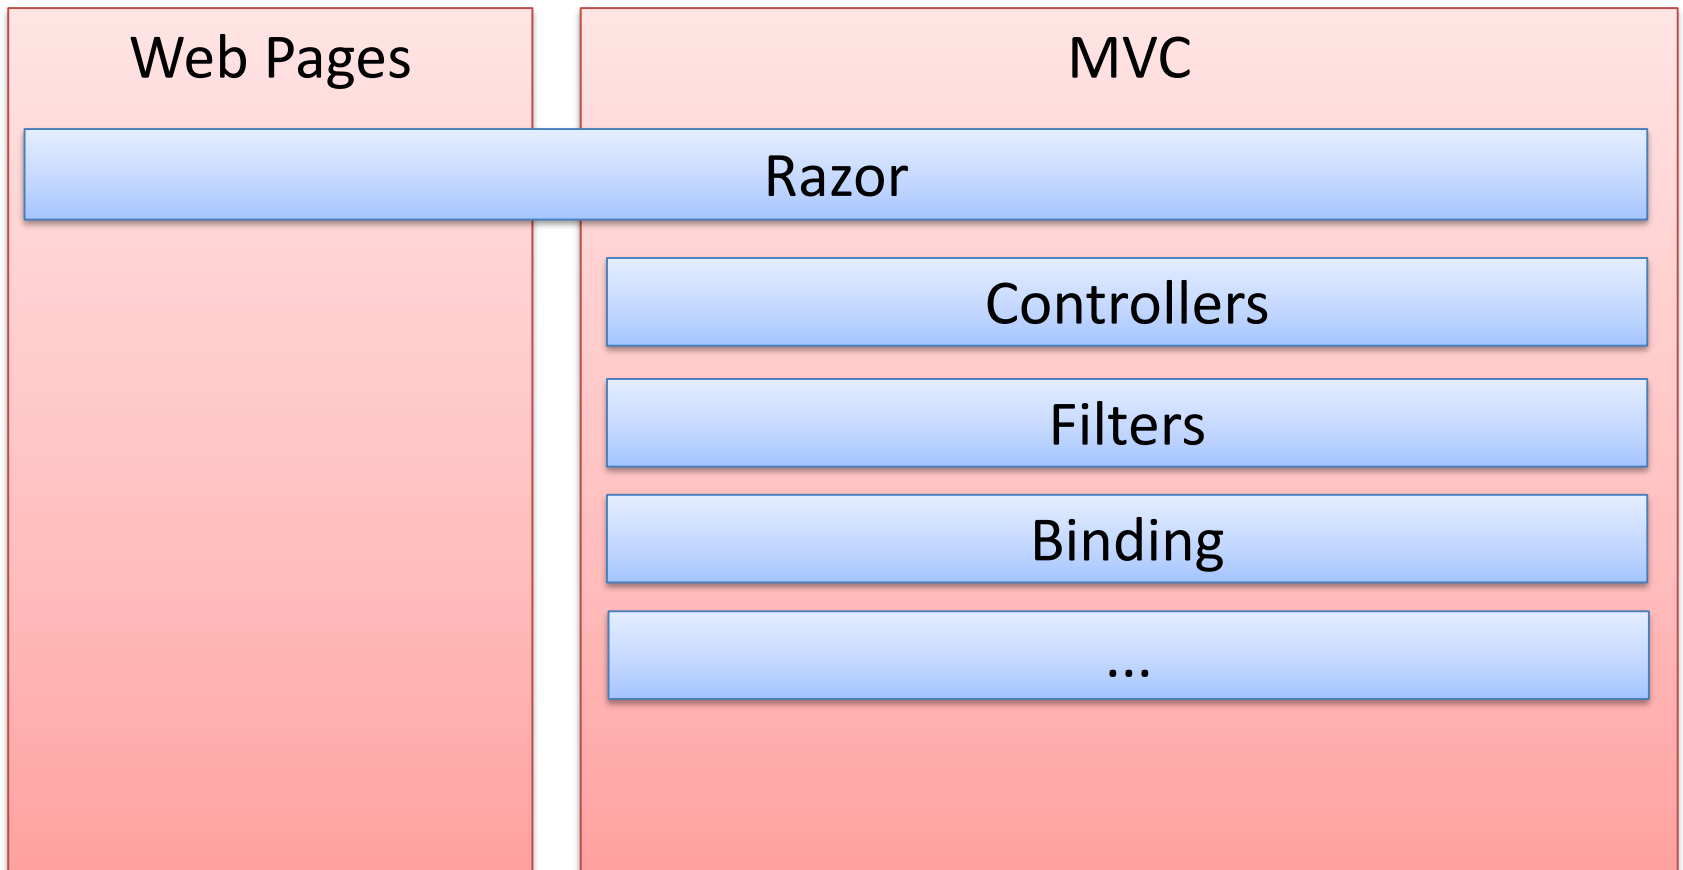 Web Pages
MVC
Razor
Controllers
Filters
Binding
...